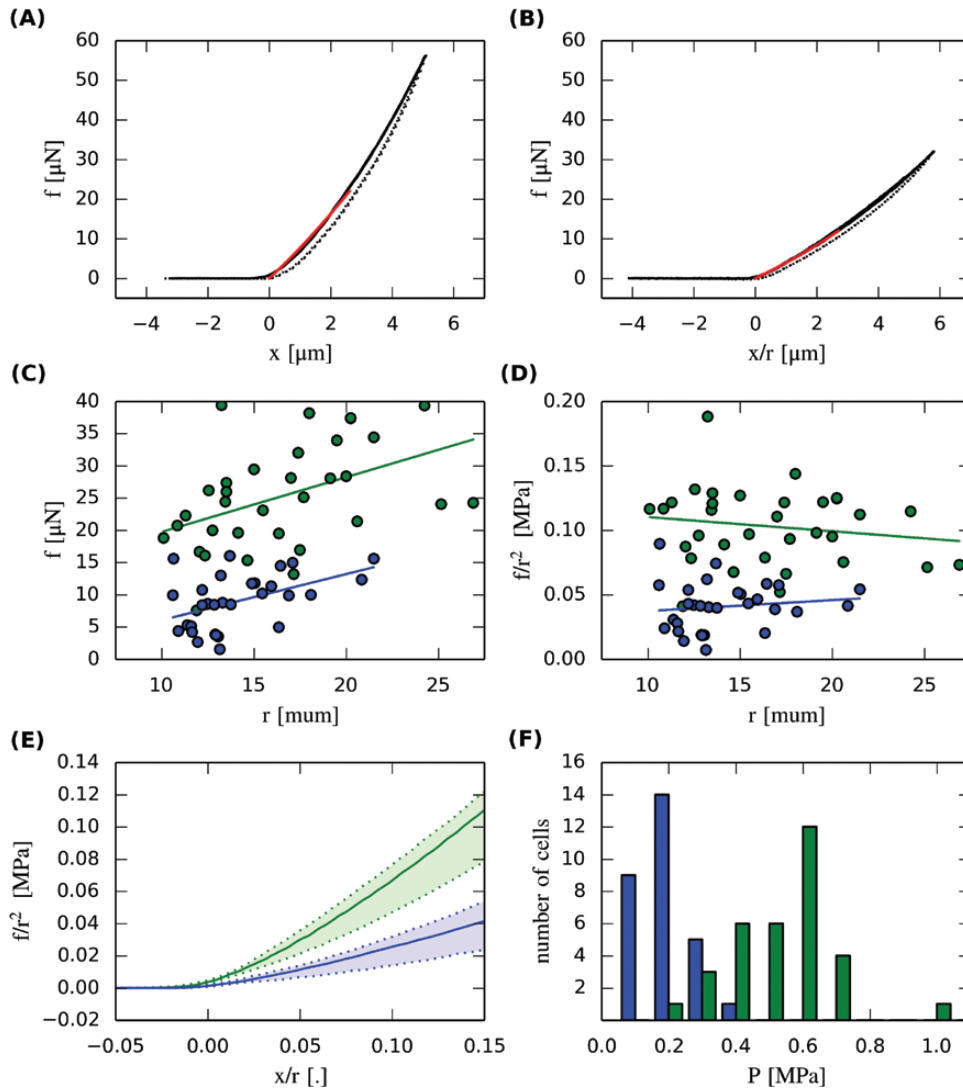 (A)
(B)
60
50
40
30
20
10
0
f [µN]
−4 −2 0 2 4 6
x [µm]
60
50
40
30
20
10
0
f [µN]
−4 −2 0 2 4 6
x/r [µm]
(C)
(D)
40
35
30
25
20
15
10
5
0
f [µN]
10 15 20 25
r [mum]
0.20
0.15
0.10
0.05
0.00
f/r² [MPa]
10 15 20 25
r [mum]
(E)
(F)
0.14
0.12
0.10
0.08
0.06
0.04
0.02
0.00
−0.02
f/r² [MPa]
−0.05 0.00 0.05 0.10 0.15
x/r [.]
16
14
12
10
8
6
4
2
number of cells
0.0 0.2 0.4 0.6 0.8 1.0
P [MPa]